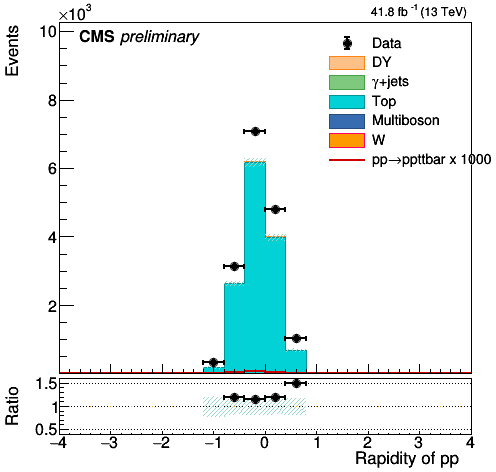 ×10³
41.8 fb⁻¹ (13 TeV)
CMS preliminary
Events
10
8
6
4
2
Data
DY
γ+jets
Top
Multiboson
W
pp→ppttbar x 1000
Ratio
1.5
1
0.5
−4 −3 −2 −1 0 1 2 3 4
Rapidity of pp